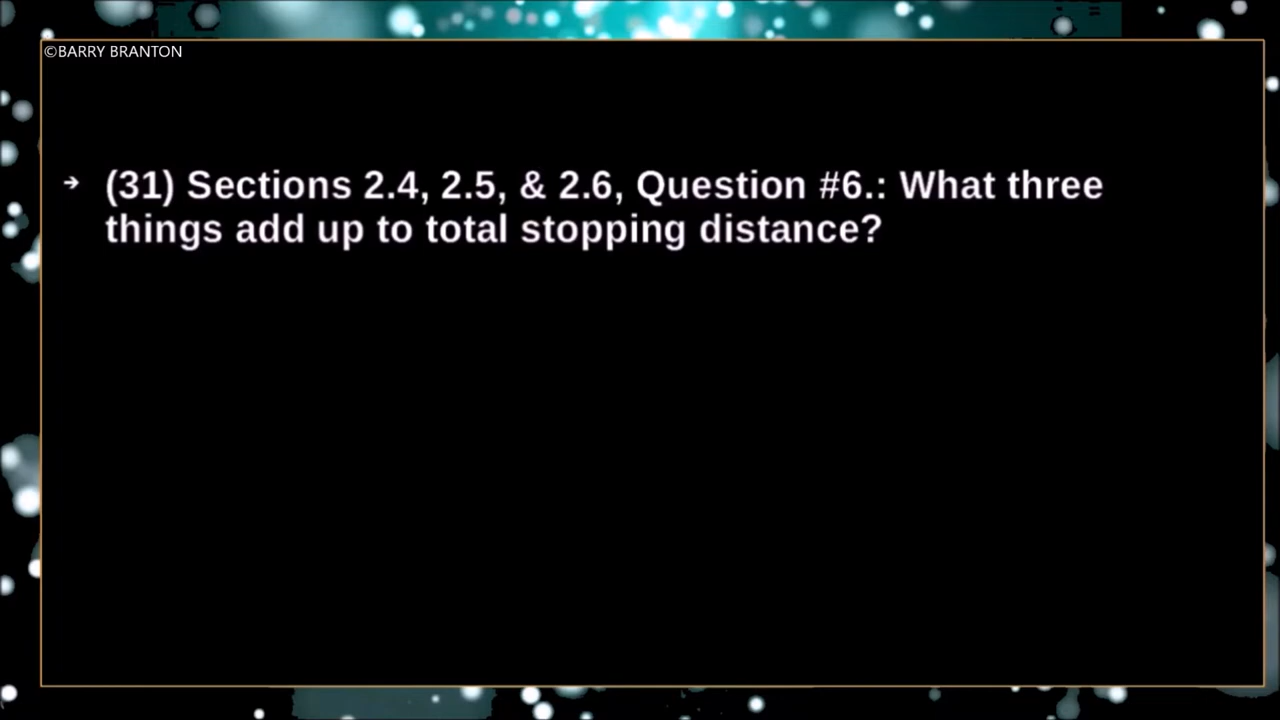 ©BARRY BRANTON
➔ (31) Sections 2.4, 2.5, & 2.6, Question #6.: What three
things add up to total stopping distance?